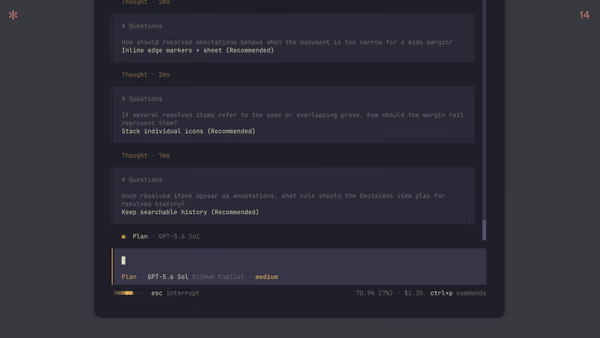 14
Thought · 2ms
# Questions
How should resolved annotations behave when the document is too narrow for a side margin?
Inline edge markers + sheet (Recommended)
Thought · 2ms
# Questions
If several resolved items refer to the same or overlapping prose, how should the margin rail
represent them?
Stack individual icons (Recommended)
Thought · 7ms
# Questions
Once resolved items appear as annotations, what role should the Decisions view play for
resolved history?
Keep searchable history (Recommended)
Plan · GPT-5.6 Sol
Plan · GPT-5.6 Sol GitHub Copilot · medium
esc interrupt
(7%) · $1.30 ctrl+p commands